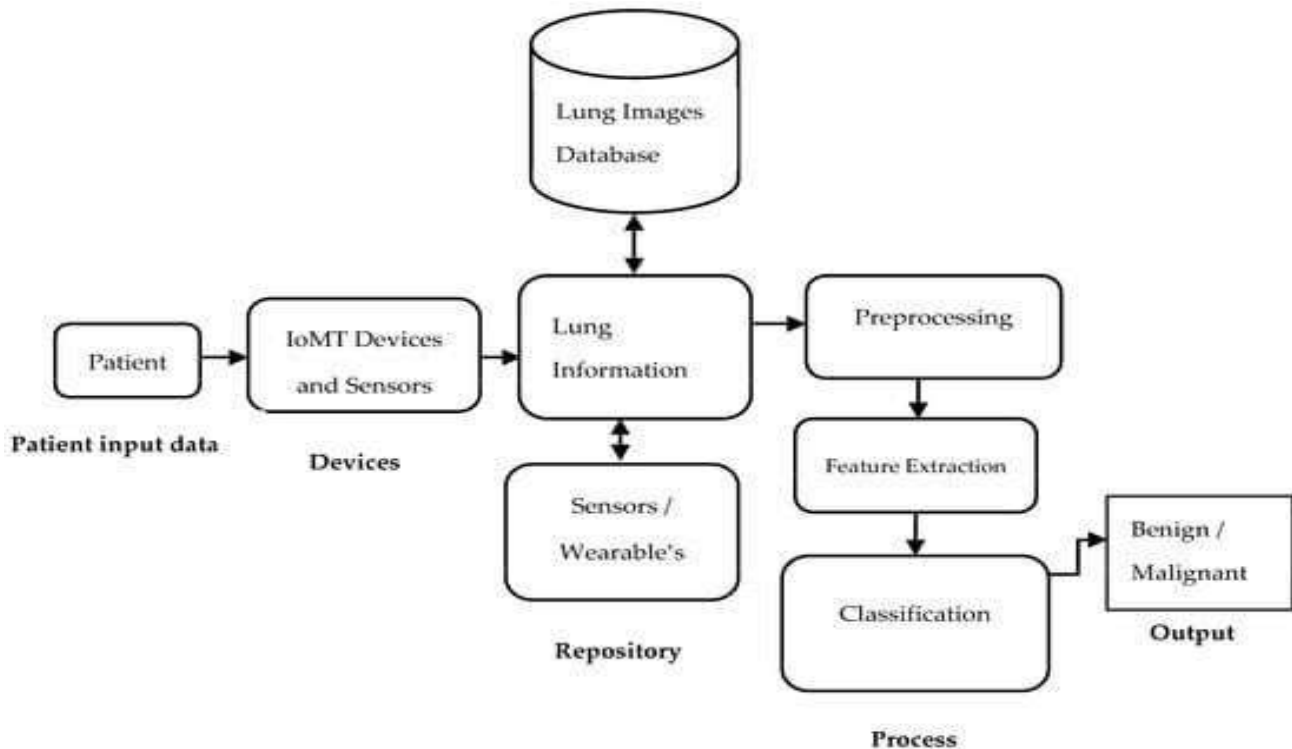 Lung Images
Database
Patient
Patient input data
IoMT Devices
and Sensors
Devices
Lung
Information
Sensors /
Wearable's
Repository
Preprocessing
Feature Extraction
Classification
Process
Benign /
Malignant
Output